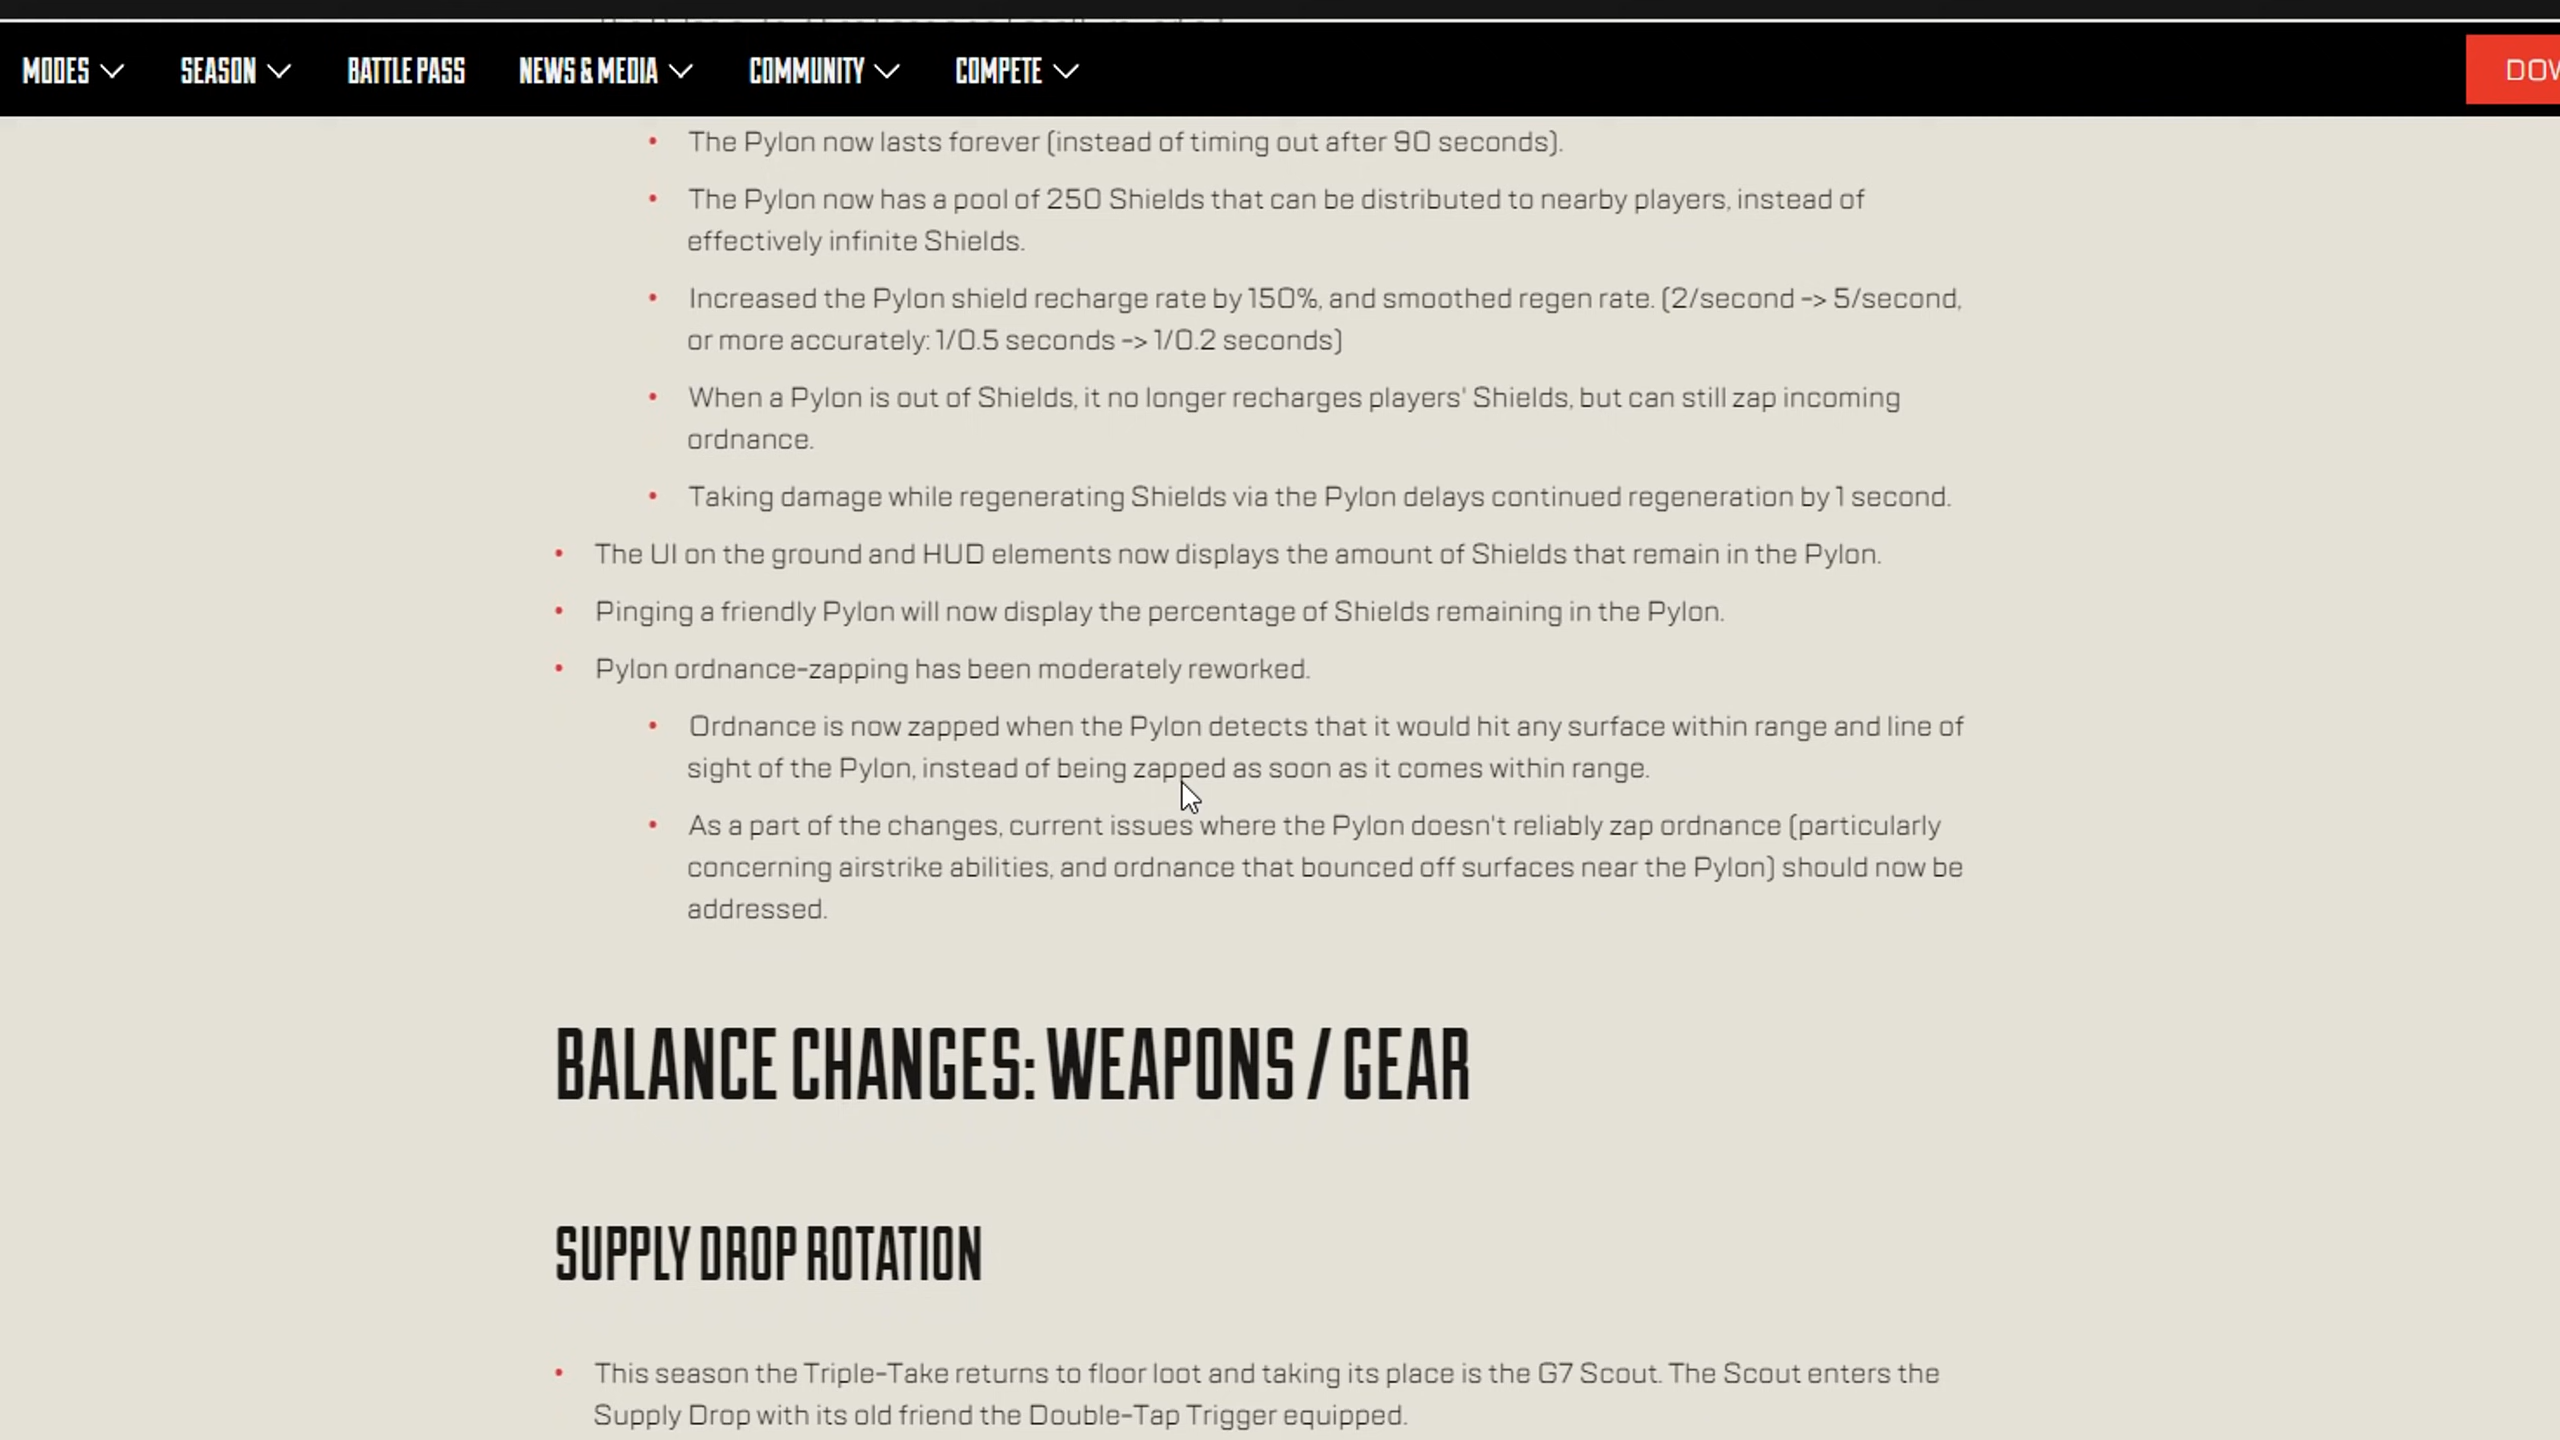 MODES SEASON BATTLE PASS NEWS & MEDIA COMMUNITY COMPETE
• The Pylon now lasts forever (instead of timing out after 90 seconds).
• The Pylon now has a pool of 250 Shields that can be distributed to nearby players, instead of
effectively infinite Shields.
• Increased the Pylon shield recharge rate by 150%, and smoothed regen rate. (2/second -> 5/second,
or more accurately: 1/0.5 seconds -> 1/0.2 seconds)
• When a Pylon is out of Shields, it no longer recharges players' Shields, but can still zap incoming
ordnance.
• Taking damage while regenerating Shields via the Pylon delays continued regeneration by 1 second.
• The UI on the ground and HUD elements now displays the amount of Shields that remain in the Pylon.
• Pinging a friendly Pylon will now display the percentage of Shields remaining in the Pylon.
• Pylon ordnance-zapping has been moderately reworked.
• Ordnance is now zapped when the Pylon detects that it would hit any surface within range and line of
sight of the Pylon, instead of being zapped as soon as it comes within range.
• As a part of the changes, current issues where the Pylon doesn't reliably zap ordnance (particularly
concerning airstrike abilities, and ordnance that bounced off surfaces near the Pylon) should now be
addressed.
BALANCE CHANGES: WEAPONS / GEAR
SUPPLY DROP ROTATION
• This season the Triple-Take returns to floor loot and taking its place is the G7 Scout. The Scout enters the
Supply Drop with its old friend the Double-Tap Trigger equipped.